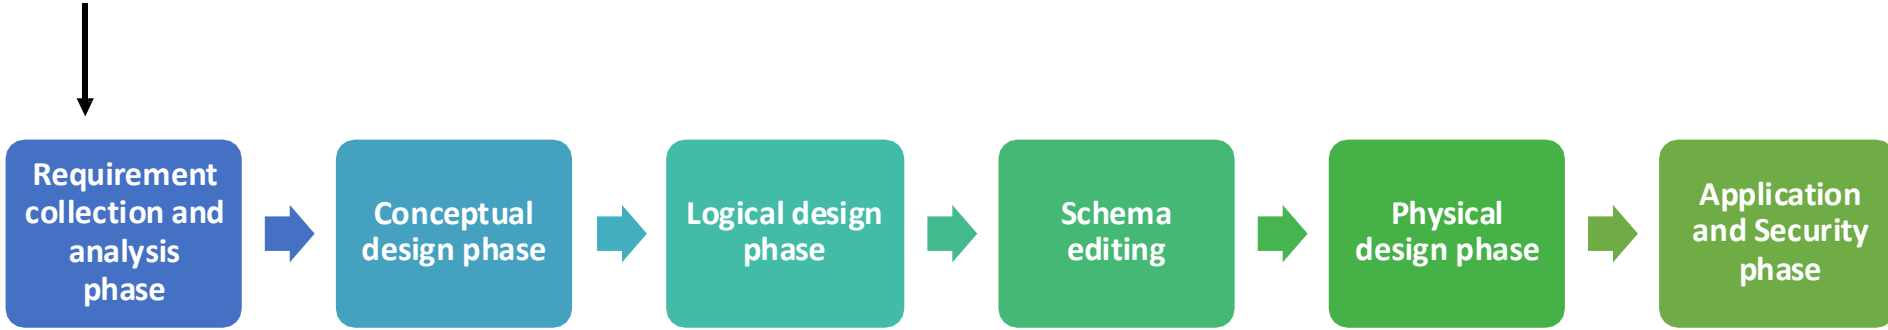 Requirement
collection and
analysis
phase
Conceptual
design phase
Logical design
phase
Schema
editing
Physical
design phase
Application
and Security
phase